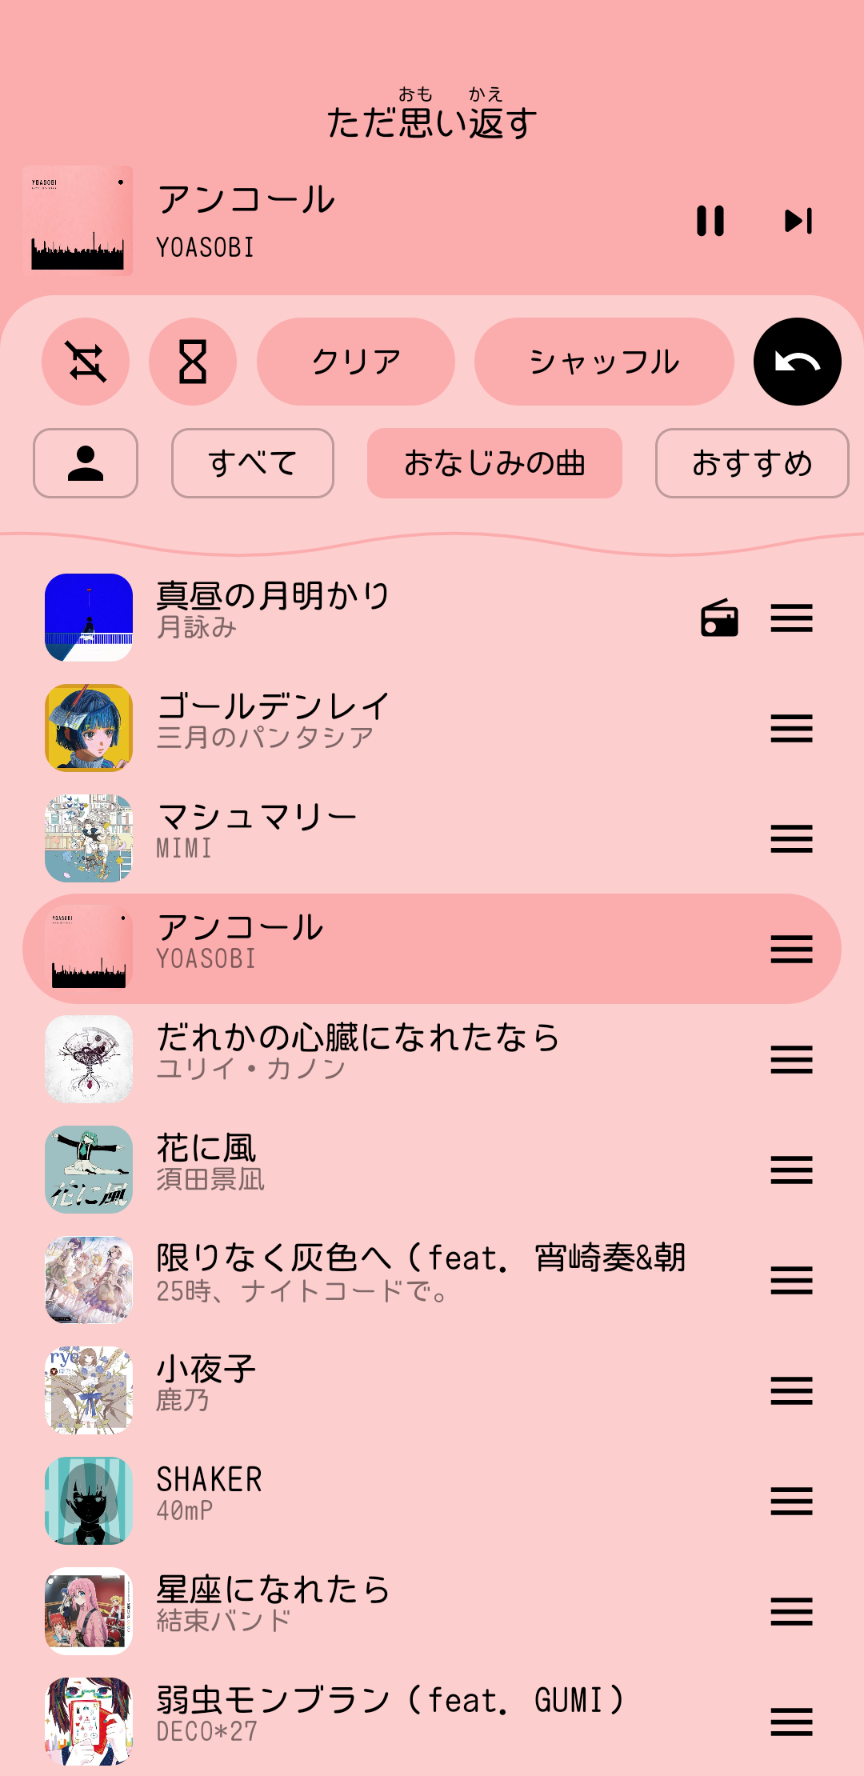 おも かえ
ただ思い返す
YOASOBI
アンコール
YOASOBI
クリア シャッフル
すべて おなじみの曲 おすすめ
真昼の月明かり
月詠み
ゴールデンレイ
三月のパンタシア
マシュマリー
MIMI
YOASOBI
アンコール
YOASOBI
だれかの心臓になれたなら
ユリイ・カノン
花に風
須田景凪
花に風
限りなく灰色へ（feat. 宵崎奏&朝
25時、ナイトコードで。
rye
小夜子
鹿乃
SHAKER
40mP
星座になれたら
結束バンド
弱虫モンブラン（feat. GUMI）
DECO*27